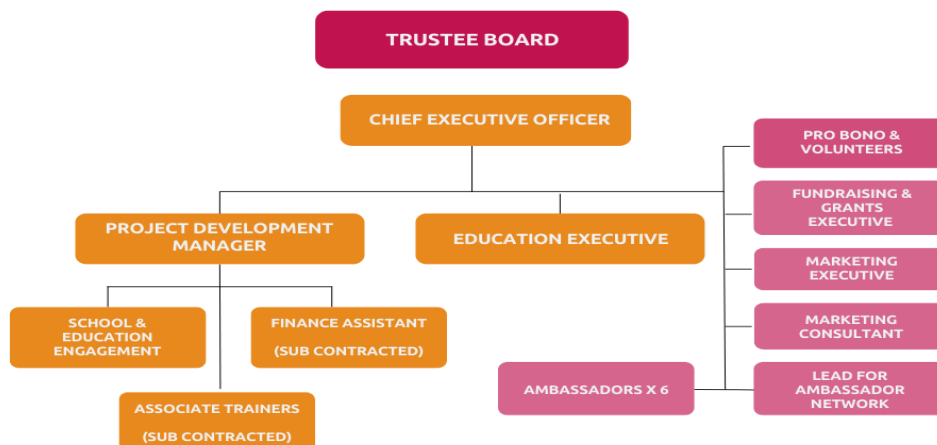 TRUSTEE BOARD
CHIEF EXECUTIVE OFFICER
PRO BONO &
VOLUNTEERS
FUNDRAISING &
GRANTS
EXECUTIVE
PROJECT DEVELOPMENT
MANAGER
EDUCATION EXECUTIVE
MARKETING
EXECUTIVE
SCHOOL &
EDUCATION
ENGAGEMENT
FINANCE ASSISTANT
(SUB CONTRACTED)
MARKETING
CONSULTANT
AMBASSADORS X 6
LEAD FOR
AMBASSADOR
NETWORK
ASSOCIATE TRAINERS
(SUB CONTRACTED)